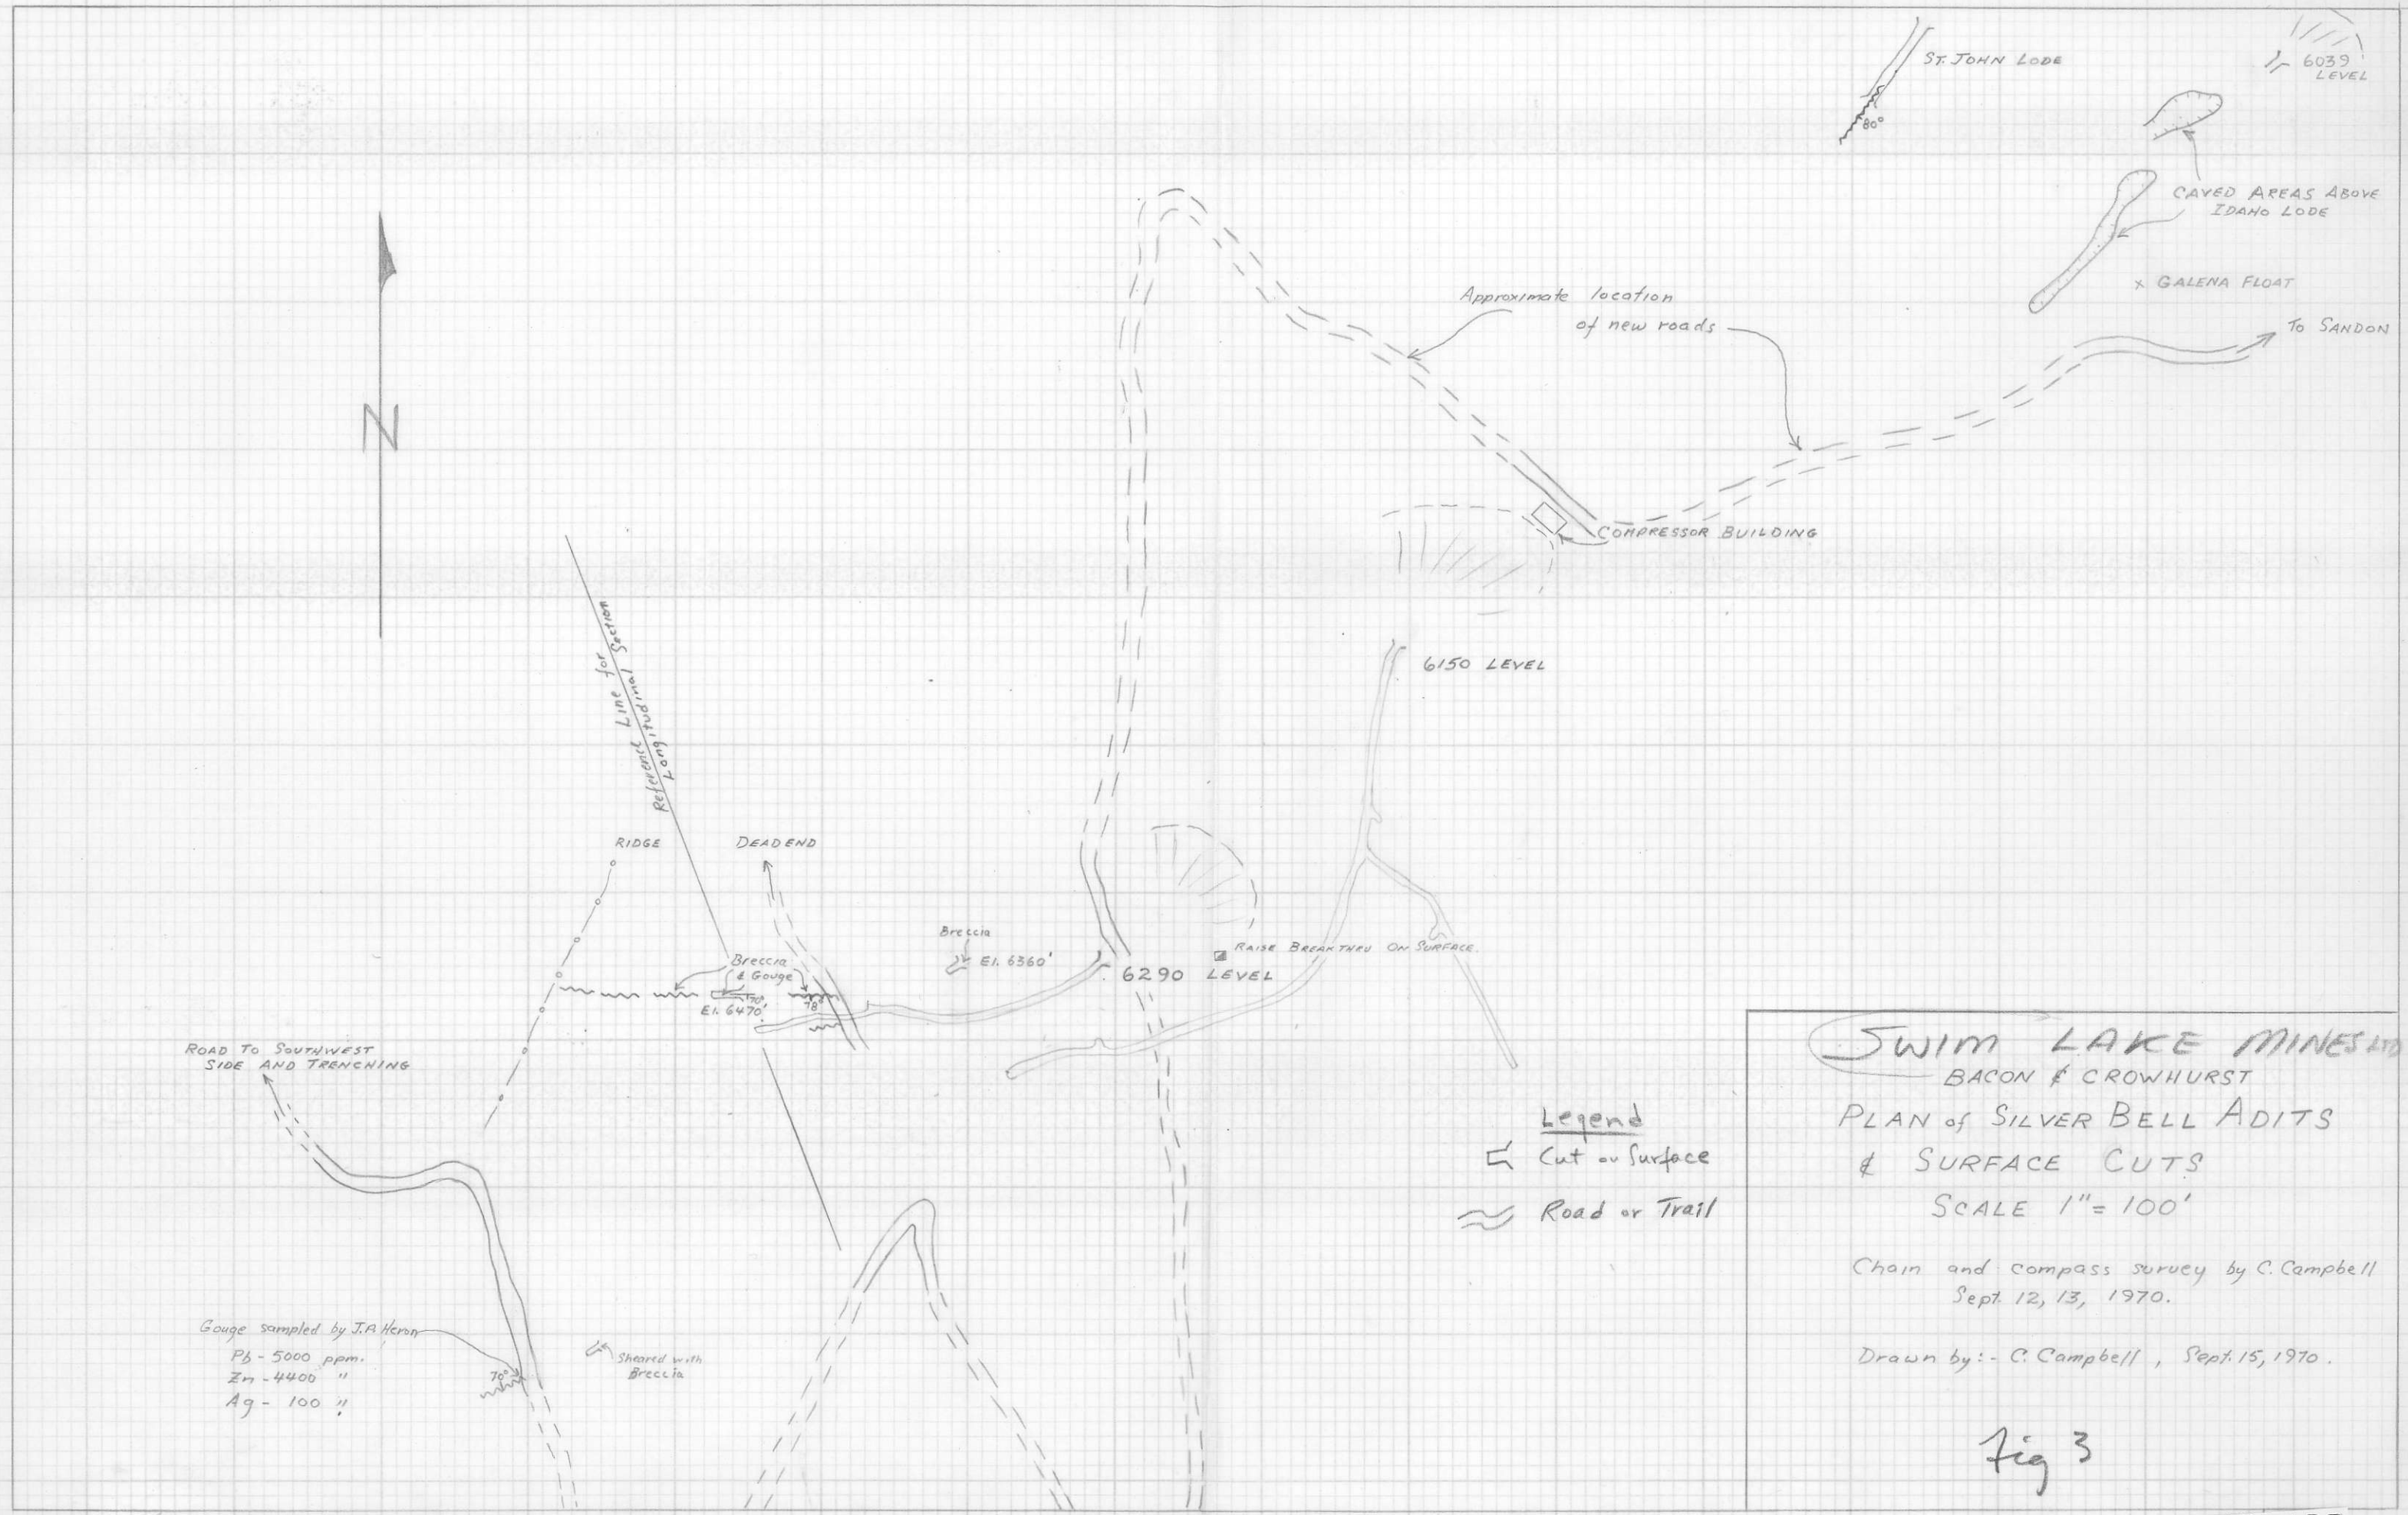 ST. JOHN LODE
80°
6039
LEVEL
CAVED AREAS ABOVE
IDAHO LODE
x GALENA FLOAT
TO SANDON
Approximate location
of new roads
N
COMPRESSOR BUILDING
6150 LEVEL
Reference Line for
Longitudinal Section
RIDGE
DEAD END
Breccia
El. 6360'
RAISE BREAKTHRU ON SURFACE.
6290 LEVEL
Breccia
& Gouge
70°
78°
El. 6470'
ROAD TO SOUTHWEST
SIDE AND TRENCHING
Gouge sampled by J.A. Heron
Pb - 5000 ppm.
Zn - 4400 "
Ag - 100 "
70°
Sheared with
Breccia
Legend
Cut on Surface
Road or Trail
SWIM LAKE MINES LTD
BACON & CROWHURST
PLAN of SILVER BELL ADITS
& SURFACE CUTS
SCALE 1" = 100'
Chain and compass survey by C. Campbell
Sept. 12, 13, 1970.
Drawn by:- C. Campbell, Sept. 15, 1970.
Fig 3